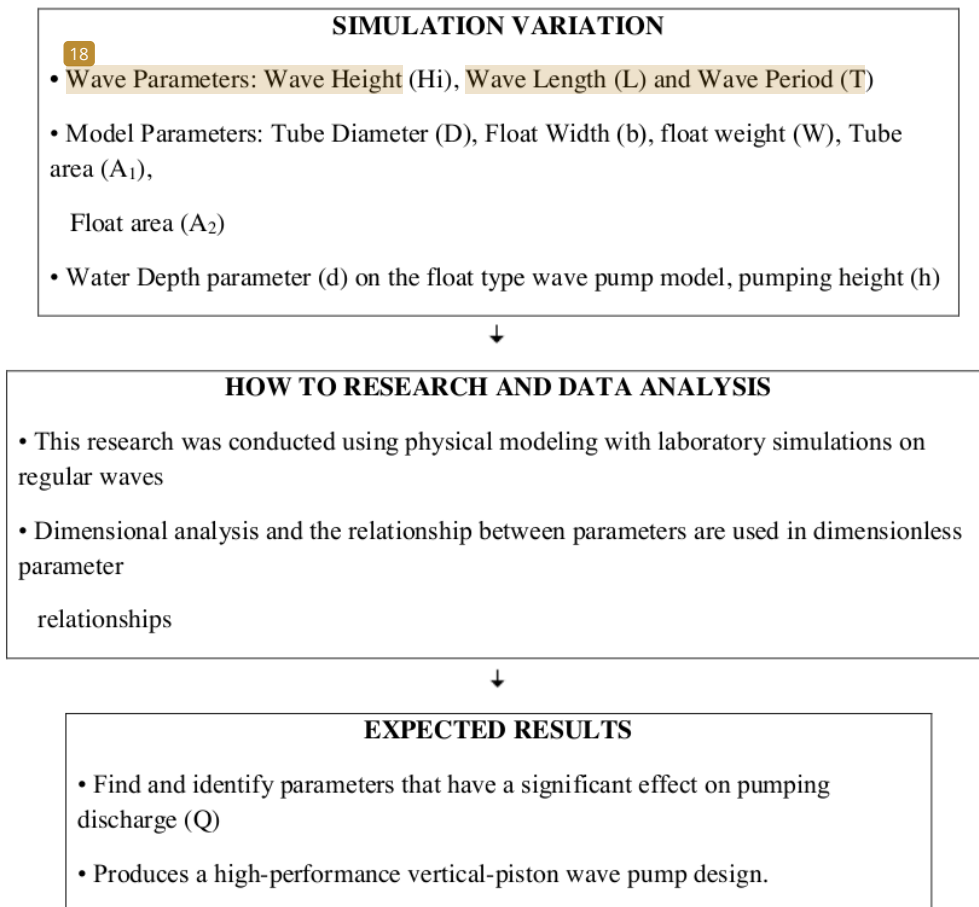 SIMULATION VARIATION
18
• Wave Parameters: Wave Height (Hi), Wave Length (L) and Wave Period (T)
• Model Parameters: Tube Diameter (D), Float Width (b), float weight (W), Tube
area (A₁),
Float area (A₂)
• Water Depth parameter (d) on the float type wave pump model, pumping height (h)
↓
HOW TO RESEARCH AND DATA ANALYSIS
• This research was conducted using physical modeling with laboratory simulations on
regular waves
• Dimensional analysis and the relationship between parameters are used in dimensionless
parameter
relationships
↓
EXPECTED RESULTS
• Find and identify parameters that have a significant effect on pumping
discharge (Q)
• Produces a high-performance vertical-piston wave pump design.